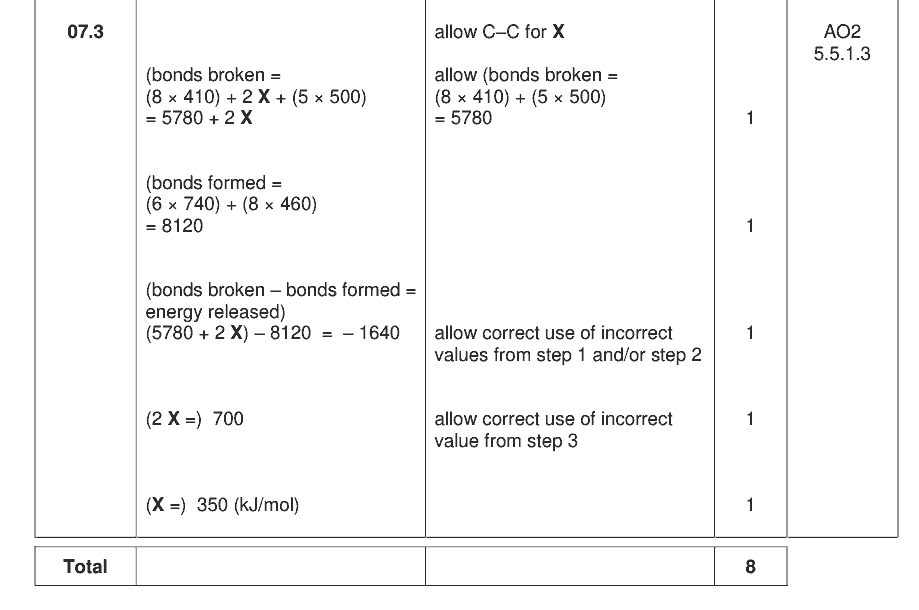 07.3
allow C–C for X
AO2
5.5.1.3
(bonds broken =
(8 × 410) + 2 X + (5 × 500)
= 5780 + 2 X
allow (bonds broken =
(8 × 410) + (5 × 500)
= 5780
1
(bonds formed =
(6 × 740) + (8 × 460)
= 8120
1
(bonds broken – bonds formed =
energy released)
(5780 + 2 X) – 8120 = – 1640
allow correct use of incorrect
values from step 1 and/or step 2
1
(2 X =) 700
allow correct use of incorrect
value from step 3
1
(X =) 350 (kJ/mol)
1
Total
8